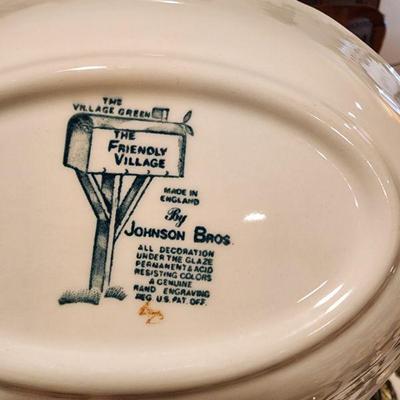 THE
VILLAGE GREEN
THE
FRIENDLY
VILLAGE
MADE IN
ENGLAND
By
JOHNSON BROS.
ALL DECORATION
UNDER THE GLAZE
PERMANENT & ACID
RESISTING COLORS
A GENUINE
HAND ENGRAVING
REG. U.S. PAT. OFF.